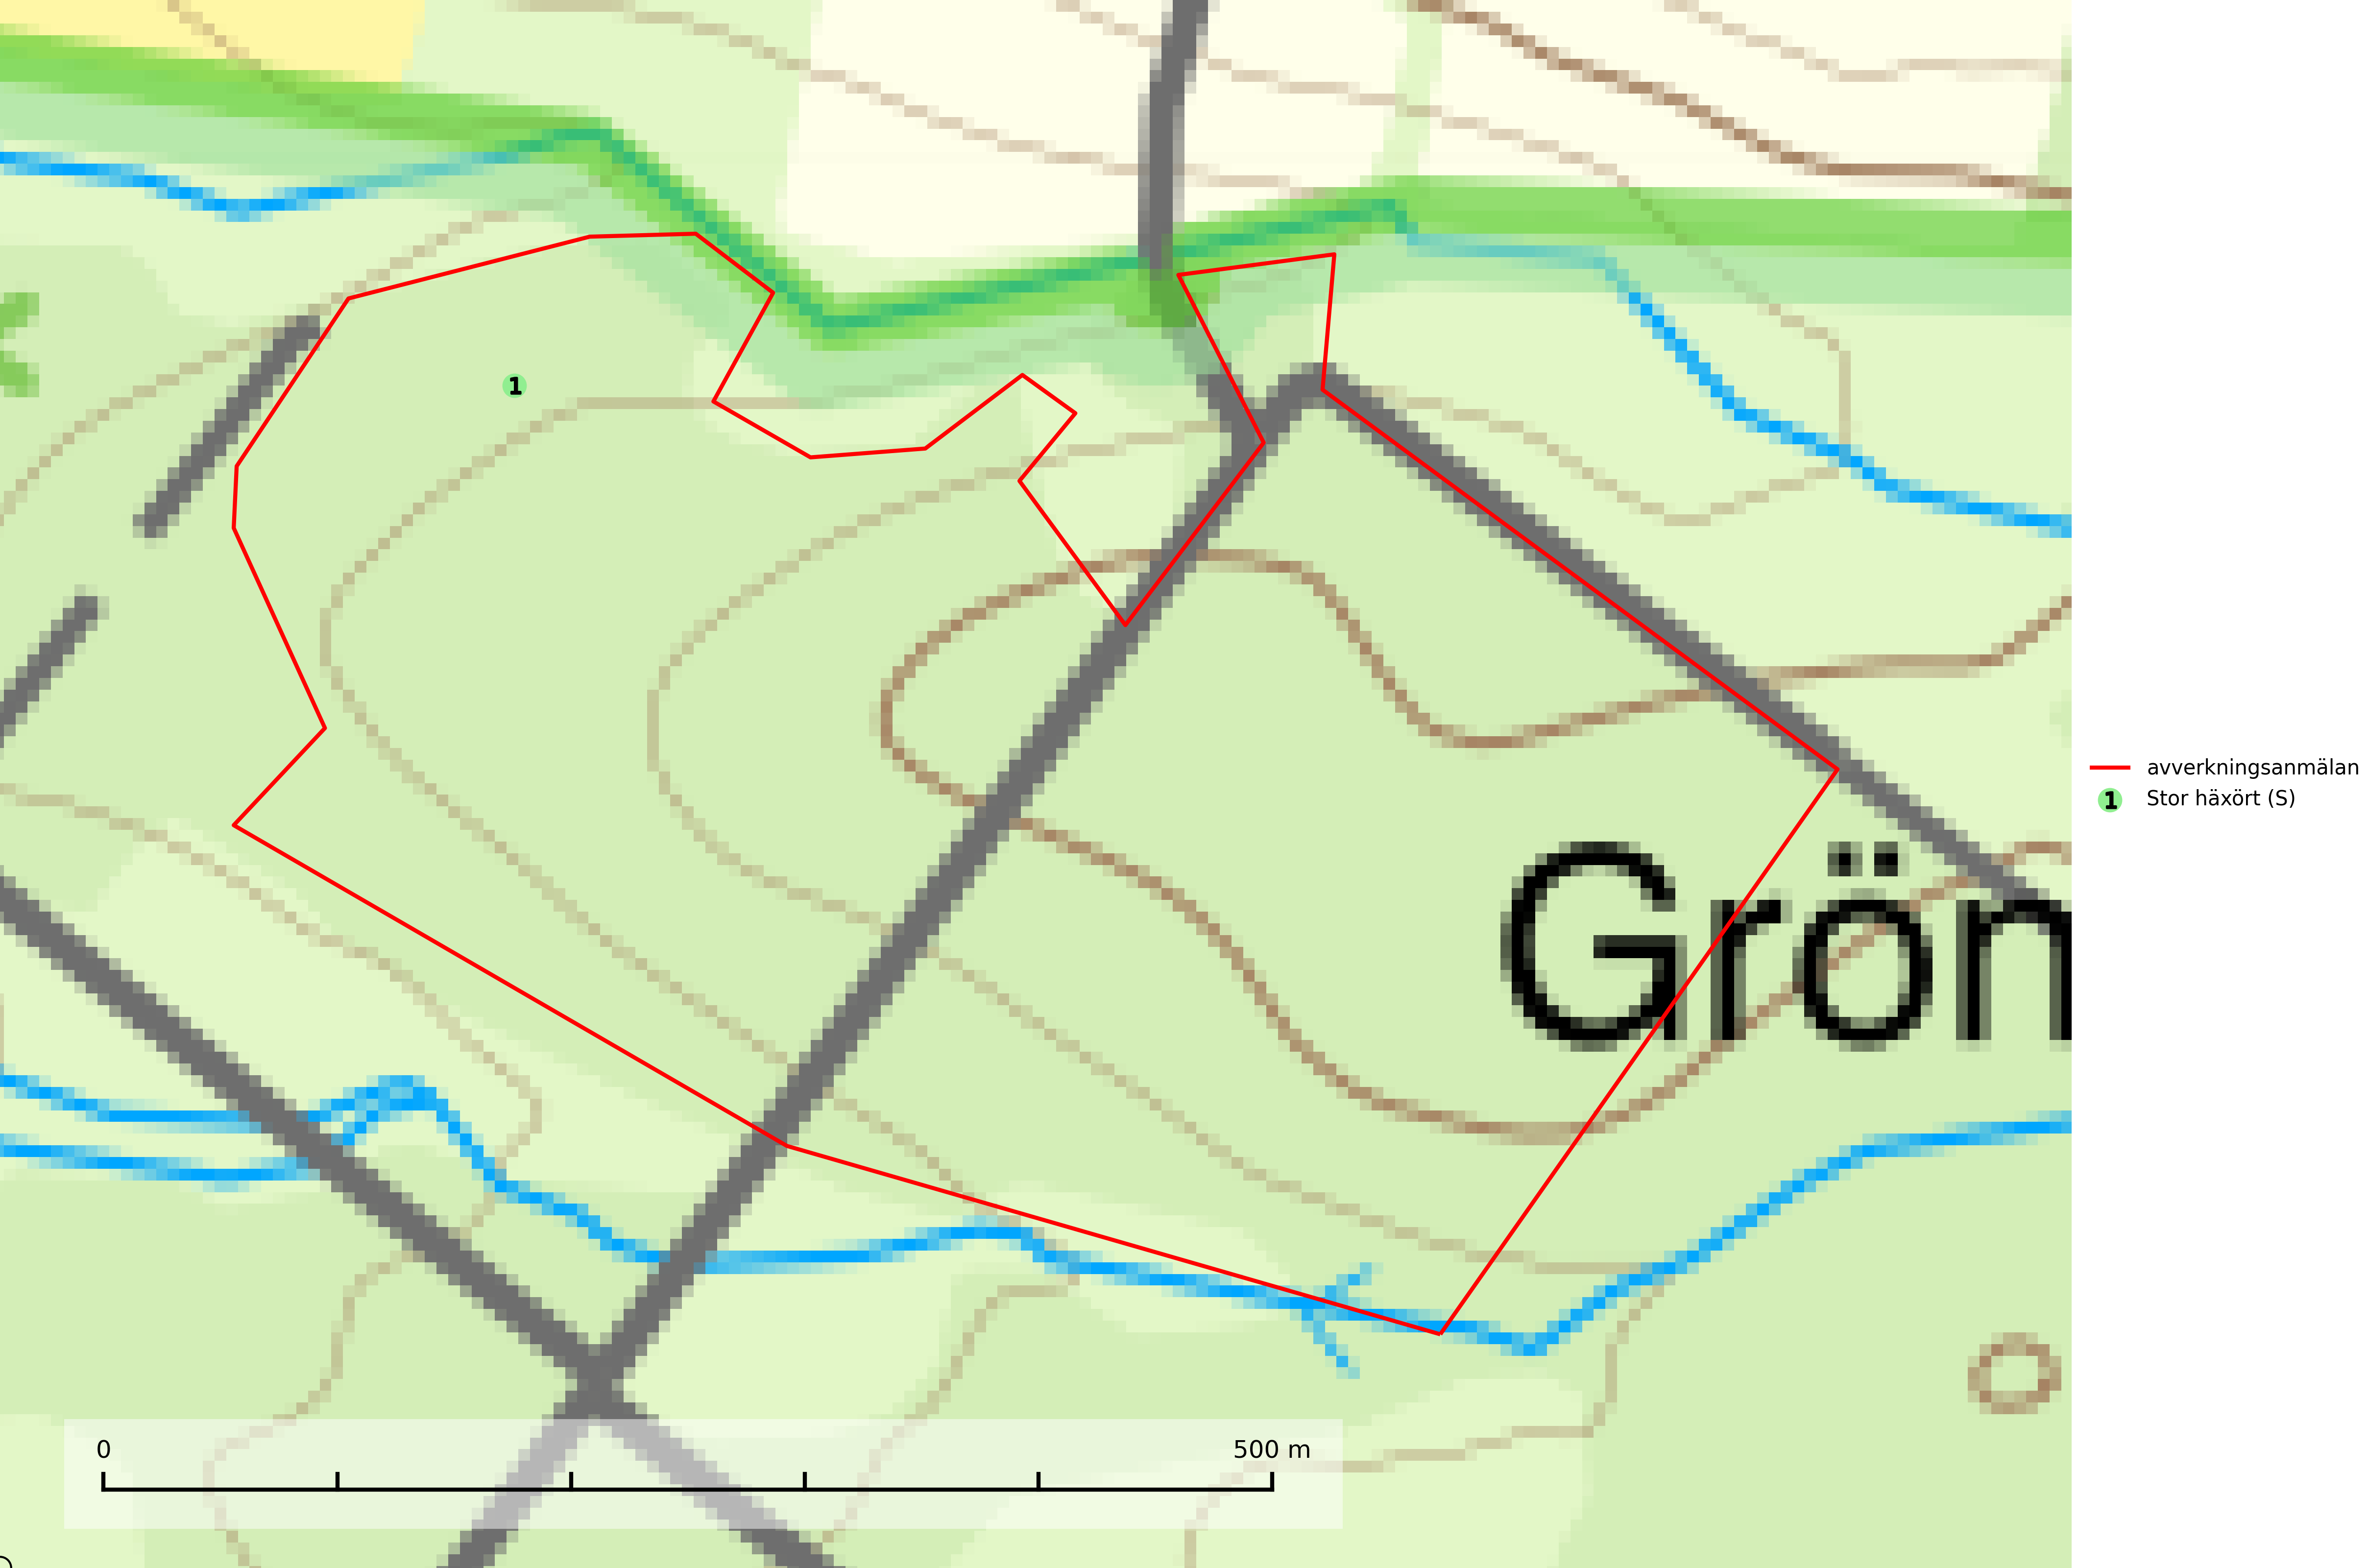 1
Grön
avverkningsanmälan
1 Stor häxört (S)
0 500 m